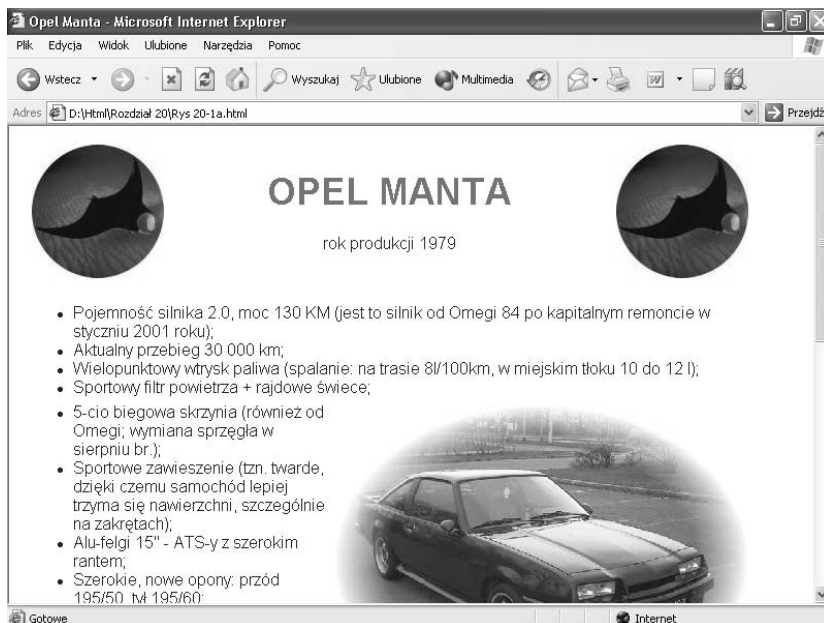 Opel Manta - Microsoft Internet Explorer
Plik Edycja Widok Ulubione Narzędzia Pomoc
Wstecz Wyszukaj Ulubione Multimedia
Adres D:\Html\Rozdział 20\Rys 20-1a.html Przejdź
OPEL MANTA
rok produkcji 1979
• Pojemność silnika 2.0, moc 130 KM (jest to silnik od Omegi 84 po kapitalnym remoncie w
styczniu 2001 roku);
• Aktualny przebieg 30 000 km;
• Wielopunktowy wtrysk paliwa (spalanie: na trasie 8l/100km, w miejskim tłoku 10 do 12 l);
• Sportowy filtr powietrza + rajdowe świece;
• 5-cio biegowa skrzynia (również od
Omegi; wymiana sprzęgła w
sierpniu br.);
• Sportowe zawieszenie (tzn. twarde,
dzięki czemu samochód lepiej
trzyma się nawierzchni, szczególnie
na zakrętach);
• Alu-felgi 15" - ATS-y z szerokim
rantem;
• Szerokie, nowe opony: przód
195/50, tył 195/60;
Gotowe Internet